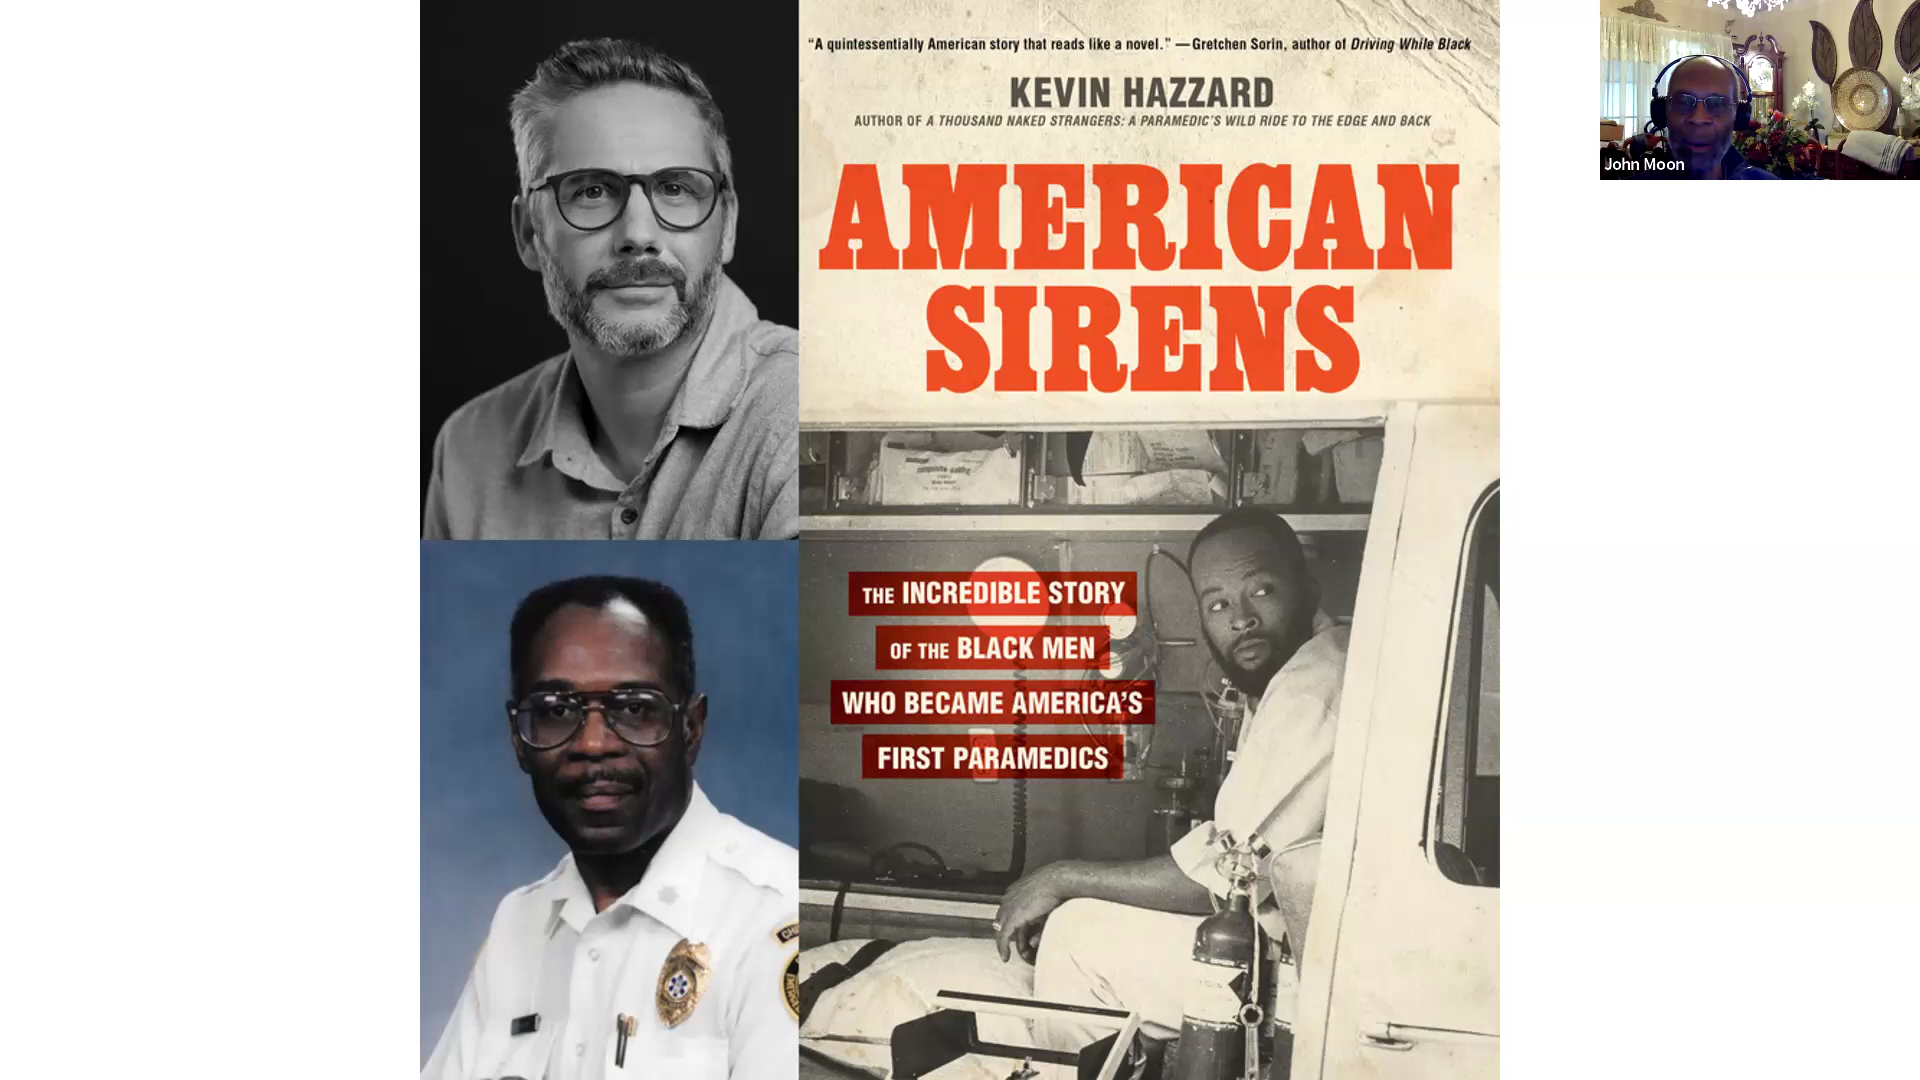 “A quintessentially American story that reads like a novel.” —Gretchen Sorin, author of Driving While Black
KEVIN HAZZARD
AUTHOR OF A THOUSAND NAKED STRANGERS: A PARAMEDIC’S WILD RIDE TO THE EDGE AND BACK
AMERICAN
SIRENS
THE INCREDIBLE STORY
OF THE BLACK MEN
WHO BECAME AMERICA’S
FIRST PARAMEDICS
John Moon